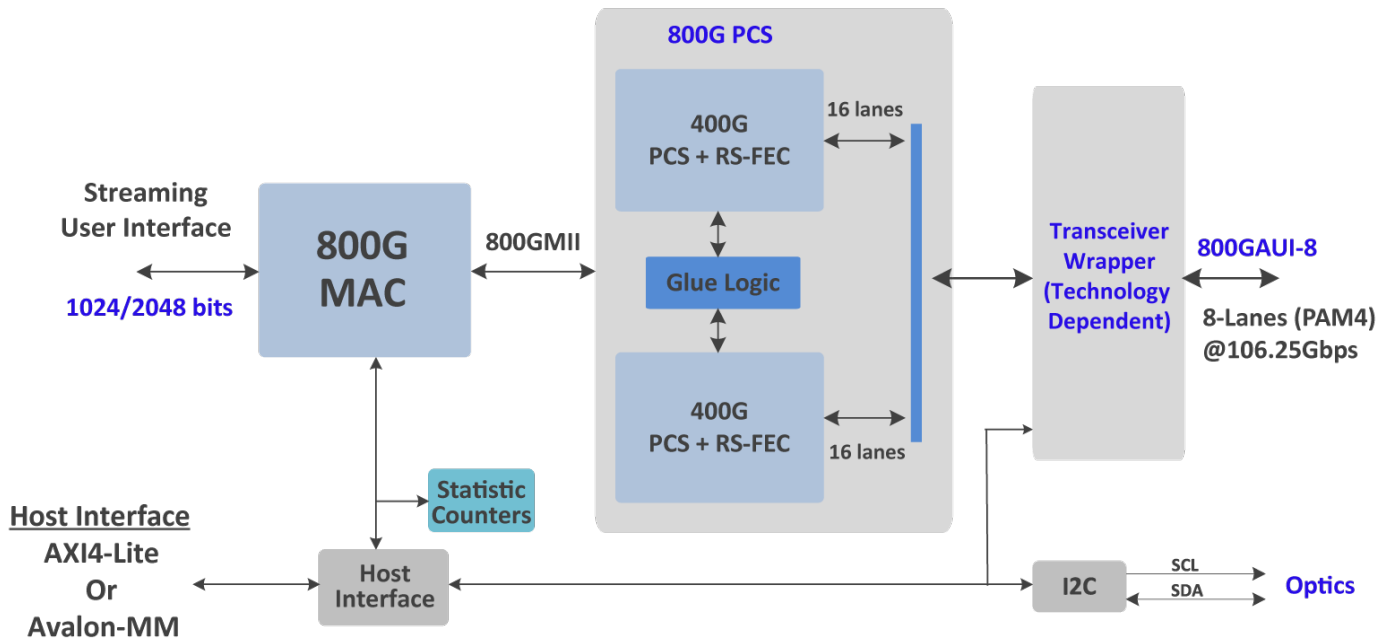 800G PCS
400G
PCS + RS-FEC
16 lanes
Streaming
User Interface
1024/2048 bits
800G
MAC
800GMII
Glue Logic
400G
PCS + RS-FEC
16 lanes
Transceiver
Wrapper
(Technology
Dependent)
800GAUI-8
8-Lanes (PAM4)
@106.25Gbps
Statistic
Counters
Host Interface
AXI4-Lite
Or
Avalon-MM
Host
Interface
I2C
SCL
SDA
Optics